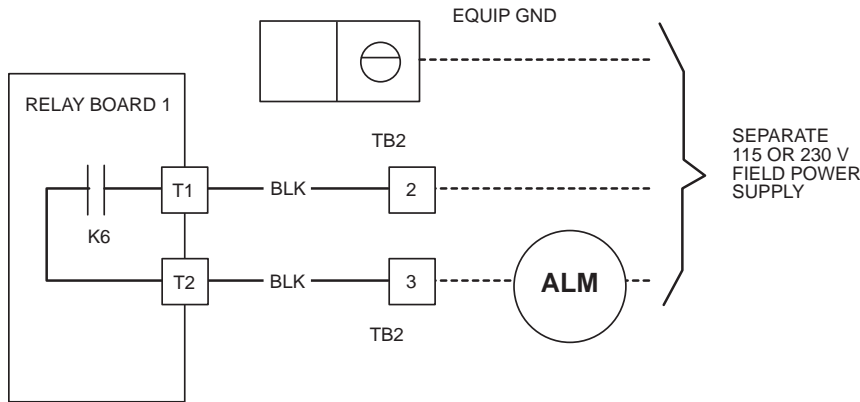 EQUIP GND
RELAY BOARD 1
TB2
SEPARATE
115 OR 230 V
FIELD POWER
SUPPLY
T1
BLK
2
K6
T2
BLK
3
ALM
TB2